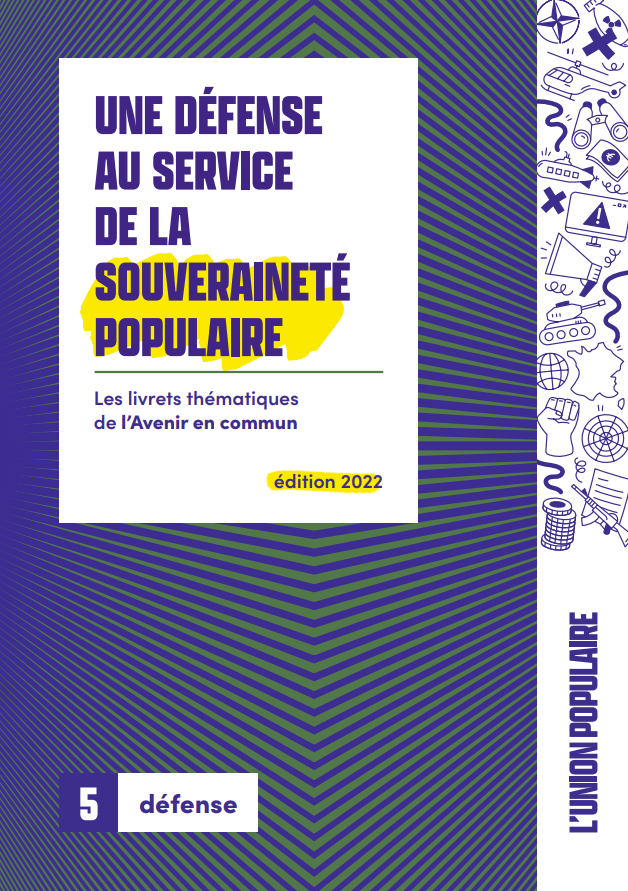 UNE DÉFENSE
AU SERVICE
DE LA
SOUVERAINETÉ
POPULAIRE
Les livrets thématiques
de l'Avenir en commun
édition 2022
5
défense
L'UNION POPULAIRE